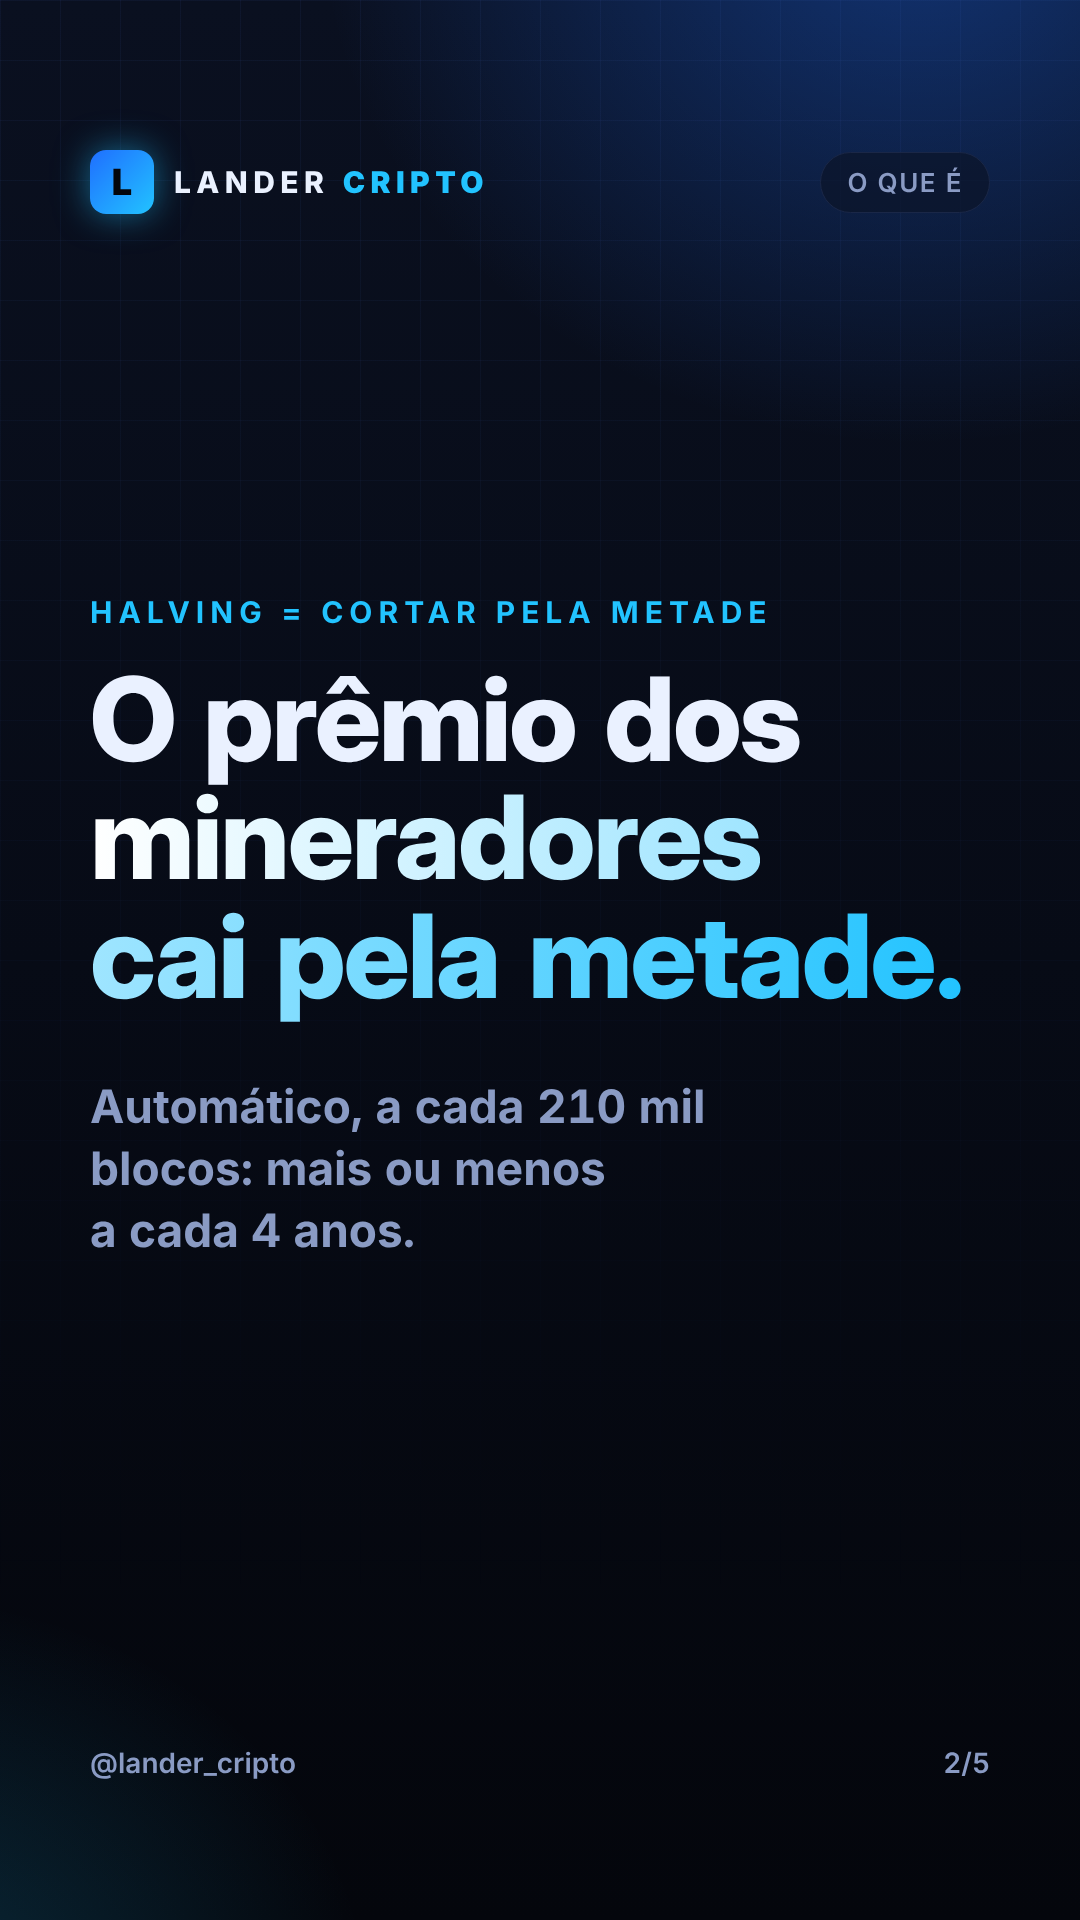 L LANDER CRIPTO
O QUE É
HALVING = CORTAR PELA METADE
O prêmio dos
mineradores
cai pela metade.
Automático, a cada 210 mil
blocos: mais ou menos
a cada 4 anos.
@lander_cripto
2/5